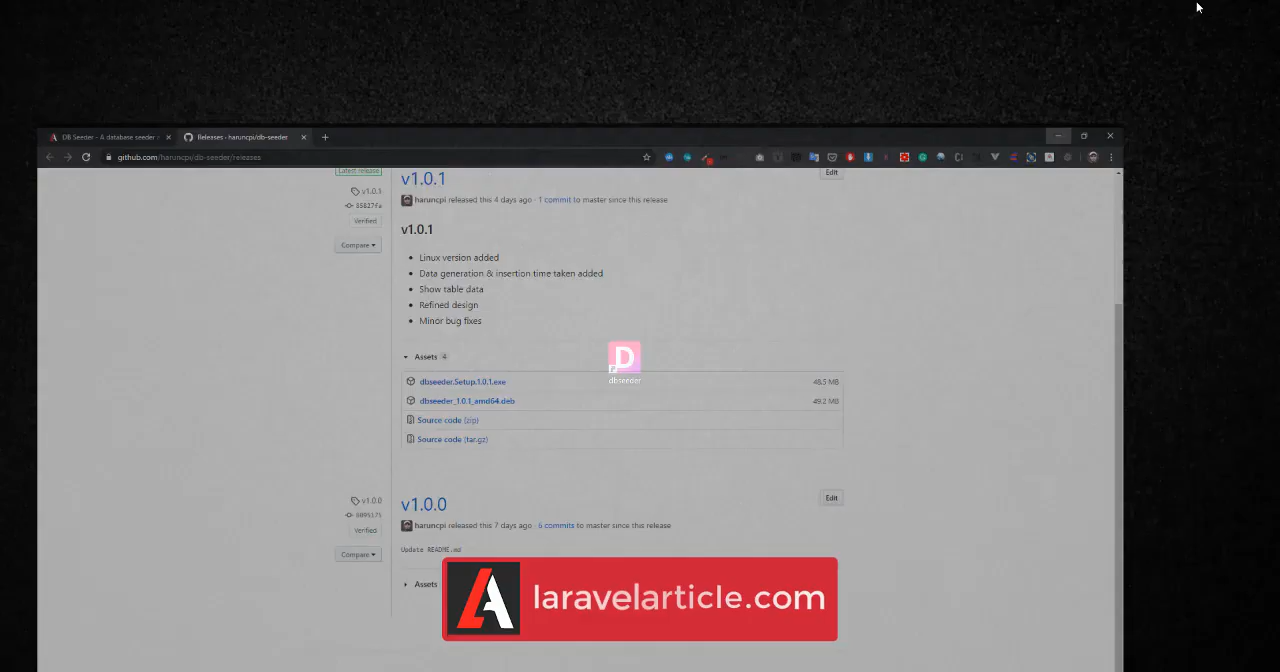 DB Seeder - A database seeder
Releases · haruncpi/db-seeder
github.com/haruncpi/db-seeder/releases
Latest release
v1.0.1
Edit
v1.0.1
haruncpi released this 4 days ago · 1 commit to master since this release
Verified
v1.0.1
Compare
Linux version added
Data generation & insertion time taken added
Show table data
Refined design
Minor bug fixes
Assets 4
D
dbseeder
dbseeder.Setup.1.0.1.exe
48.5 MB
dbseeder_1.0.1_amd64.deb
49.2 MB
Source code (zip)
Source code (tar.gz)
v1.0.0
v1.0.0
Edit
haruncpi released this 7 days ago · 6 commits to master since this release
Verified
Update README.md
Compare
Assets
laravelarticle.com